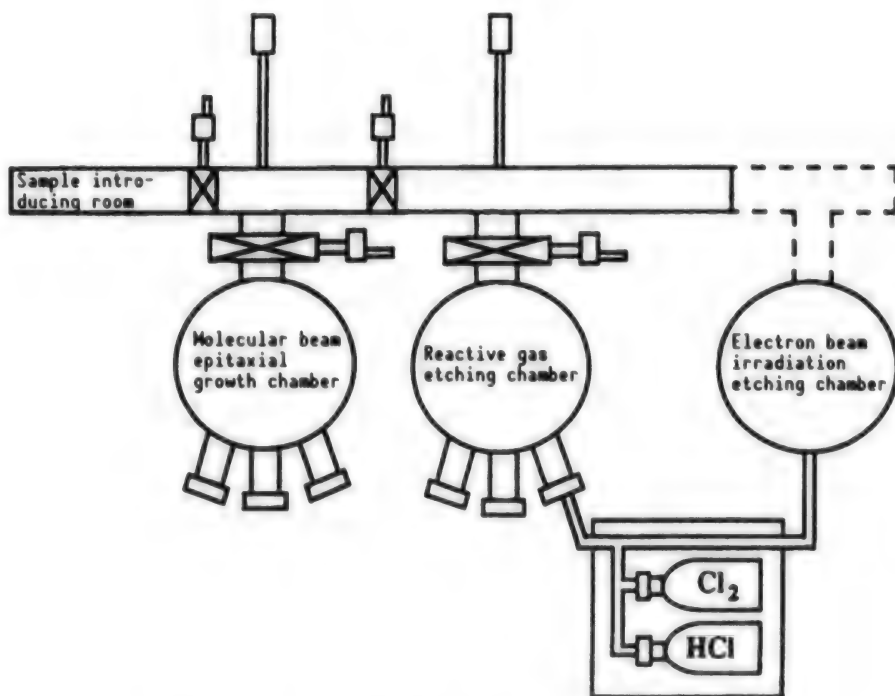 Sample intro-
ducing room
Molecular beam
epitaxial
growth chamber
Reactive gas
etching chamber
Electron beam
irradiation
etching chamber
Cl₂
HCl